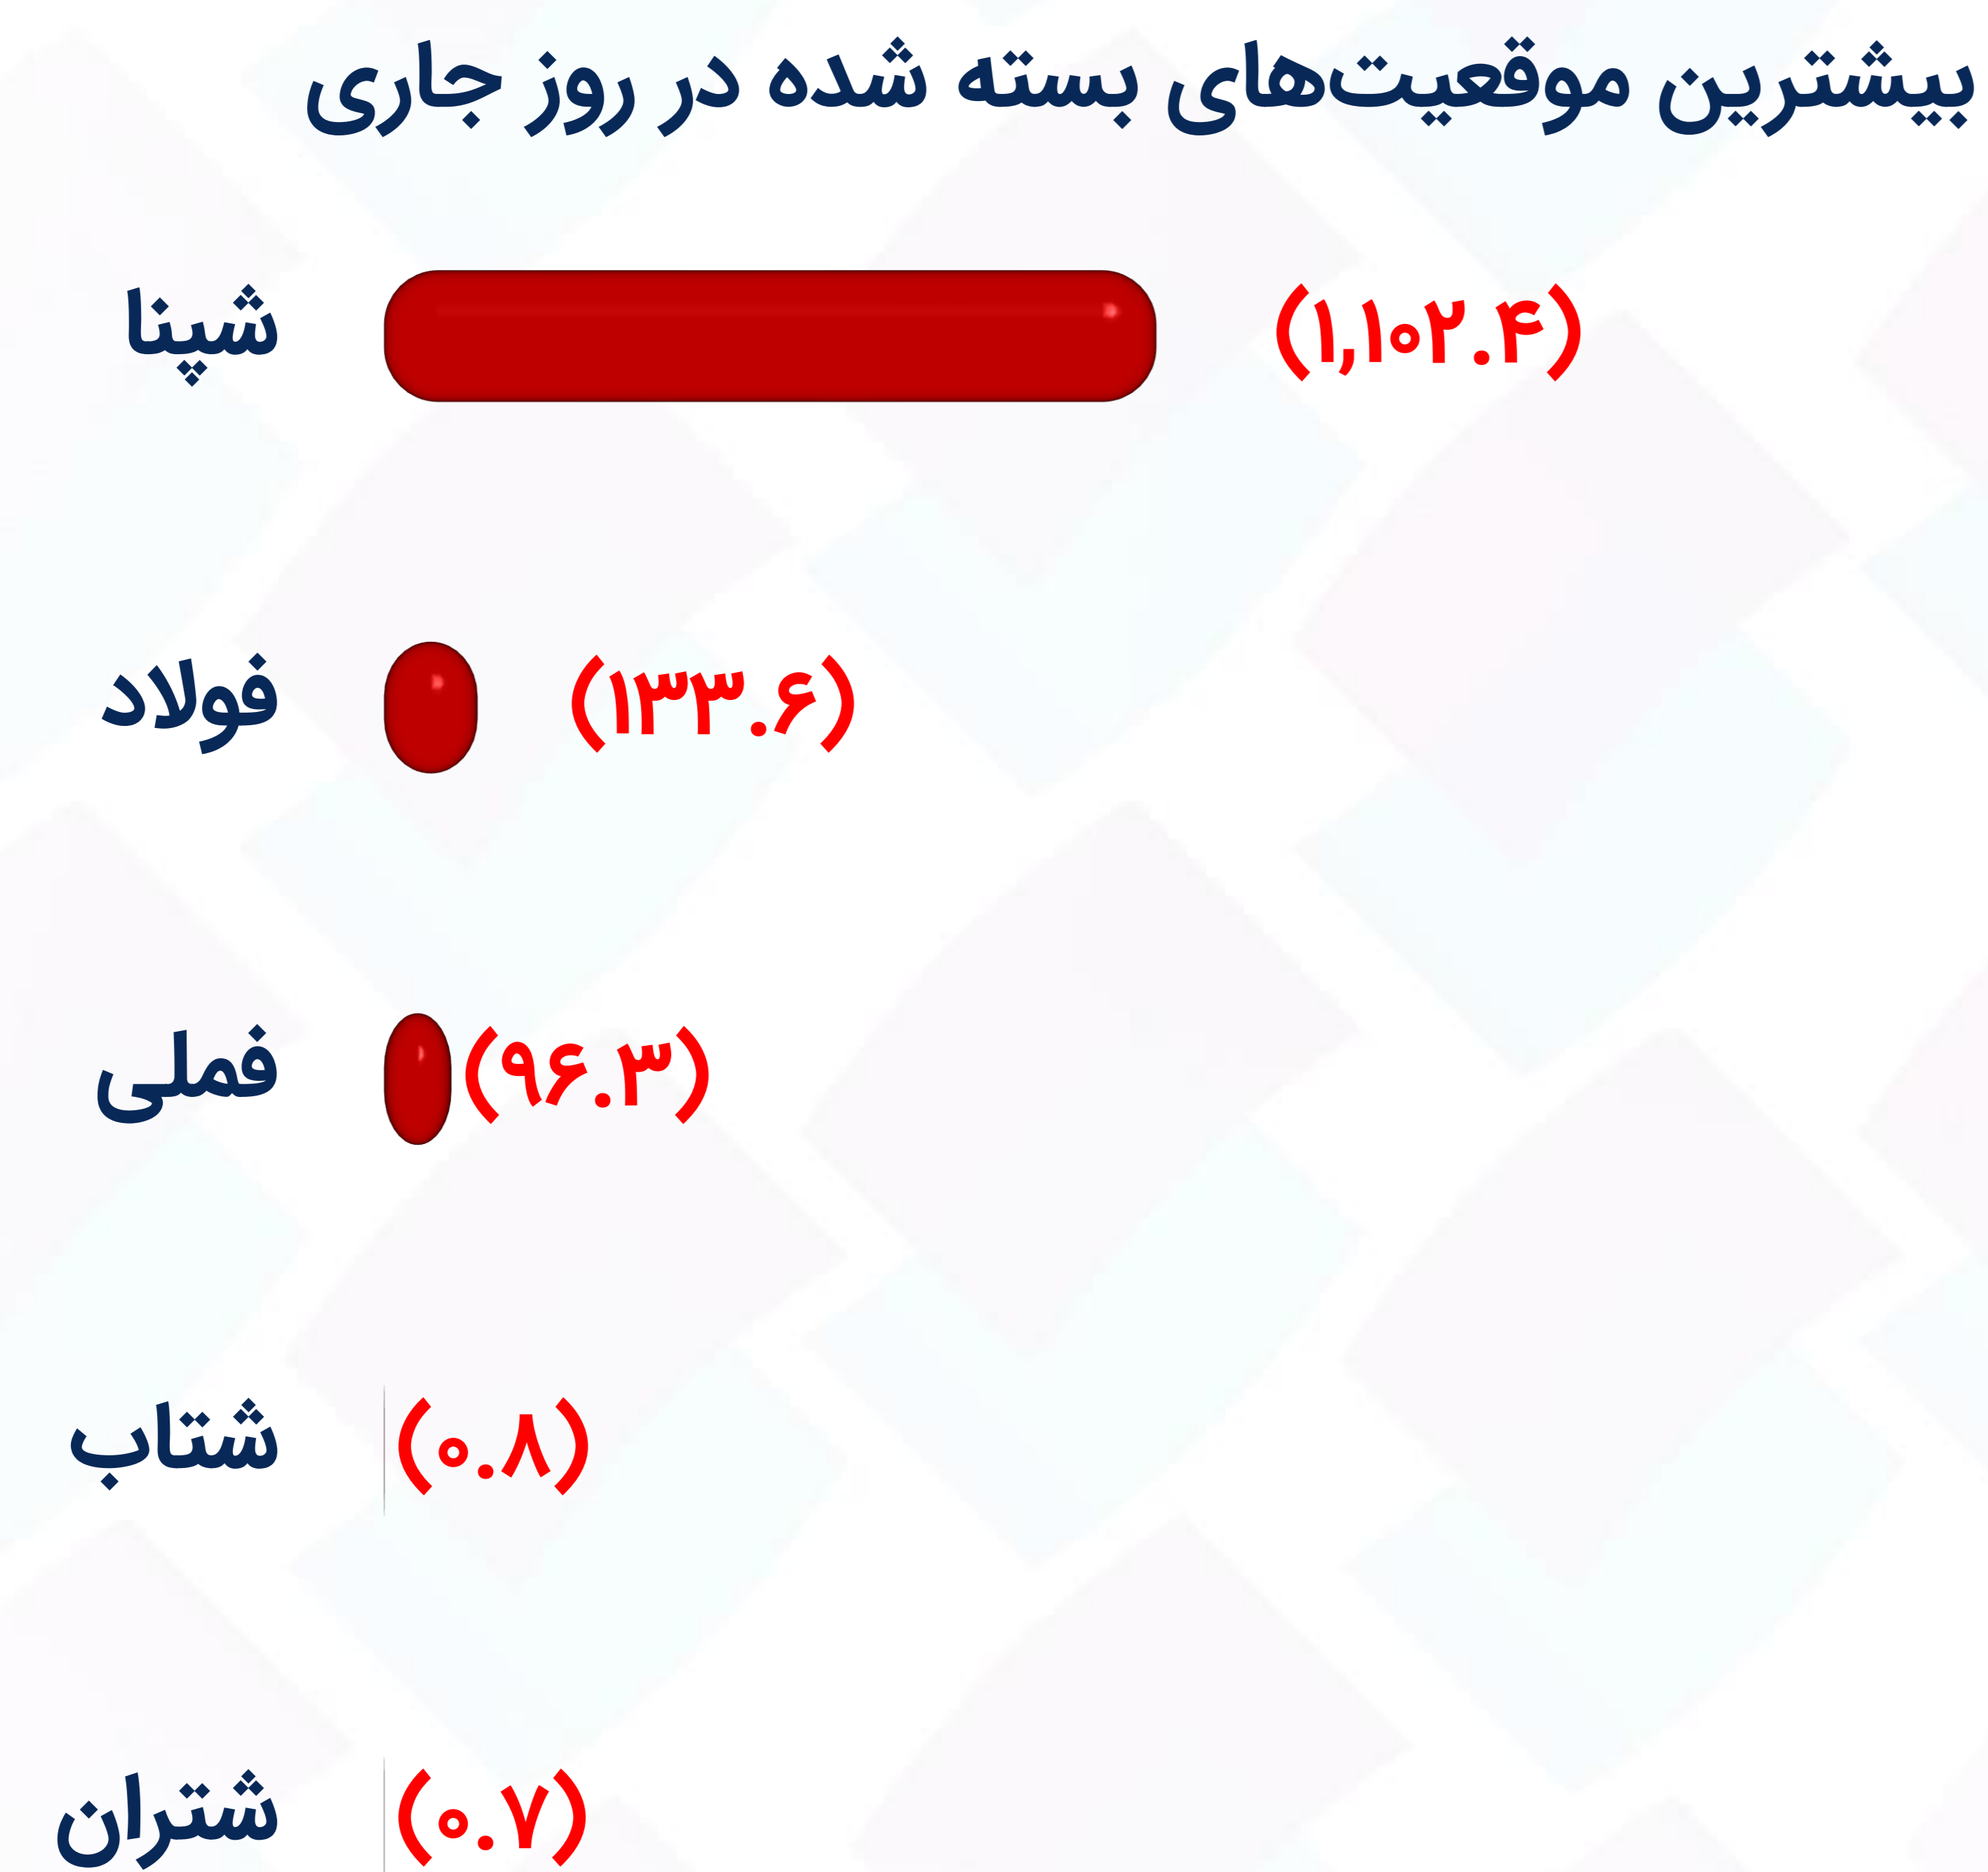 بیشترین موقعیت‌های بسته شده در روز جاری
شپنا (۱,۱۰۲.۴)
فولاد (۱۳۳.۶)
فملی (۹۶.۳)
شتاب (۰.۸)
شتران (۰.۷)